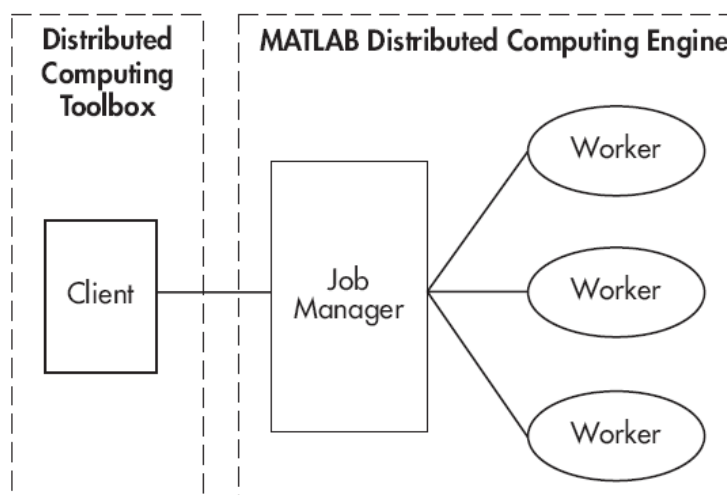 Distributed
Computing
Toolbox
MATLAB Distributed Computing Engine
Client
Job
Manager
Worker
Worker
Worker